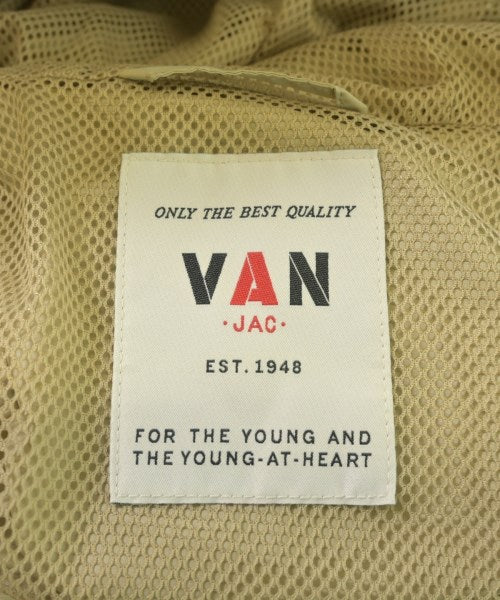 ONLY THE BEST QUALITY
VAN
·JAC·
EST. 1948
FOR THE YOUNG AND
THE YOUNG-AT-HEART